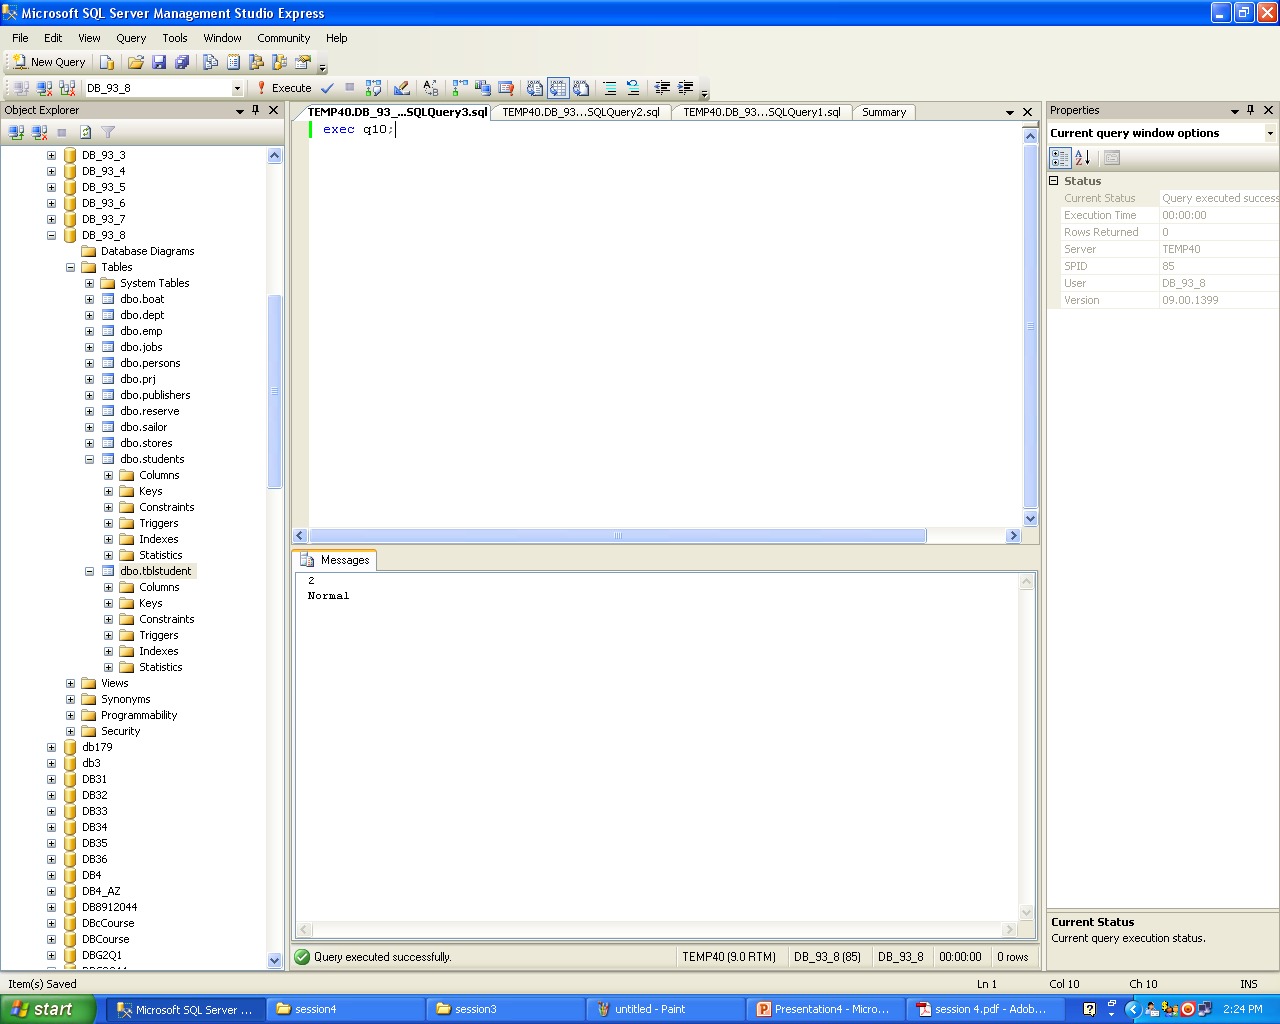 Microsoft SQL Server Management Studio Express
File Edit View Query Tools Window Community Help
New Query
DB_93_8 Execute
Object Explorer
DB_93_3
DB_93_4
DB_93_5
DB_93_6
DB_93_7
DB_93_8
Database Diagrams
Tables
System Tables
dbo.boat
dbo.dept
dbo.emp
dbo.jobs
dbo.persons
dbo.prj
dbo.publishers
dbo.reserve
dbo.sailor
dbo.stores
dbo.students
Columns
Keys
Constraints
Triggers
Indexes
Statistics
dbo.tblstudent
Columns
Keys
Constraints
Triggers
Indexes
Statistics
Views
Synonyms
Programmability
Security
db179
db3
DB31
DB32
DB33
DB34
DB35
DB36
DB4
DB4_AZ
DB8912044
DBcCourse
DBCourse
DBG2Q1
TEMP40.DB_93_...SQLQuery3.sql TEMP40.DB_93...SQLQuery2.sql TEMP40.DB_93...SQLQuery1.sql Summary
exec q10;
Messages
2
Normal
Query executed successfully. TEMP40 (9.0 RTM) DB_93_8 (85) DB_93_8 00:00:00 0 rows
Properties
Current query window options
Status
Current Status Query executed success
Execution Time 00:00:00
Rows Returned 0
Server TEMP40
SPID 85
User DB_93_8
Version 09.00.1399
Current Status
Current query execution status.
Item(s) Saved Ln 1 Col 10 Ch 10 INS
start Microsoft SQL Server ... session4 session3 untitled - Paint Presentation4 - Micro... session 4.pdf - Adob... 2:24 PM